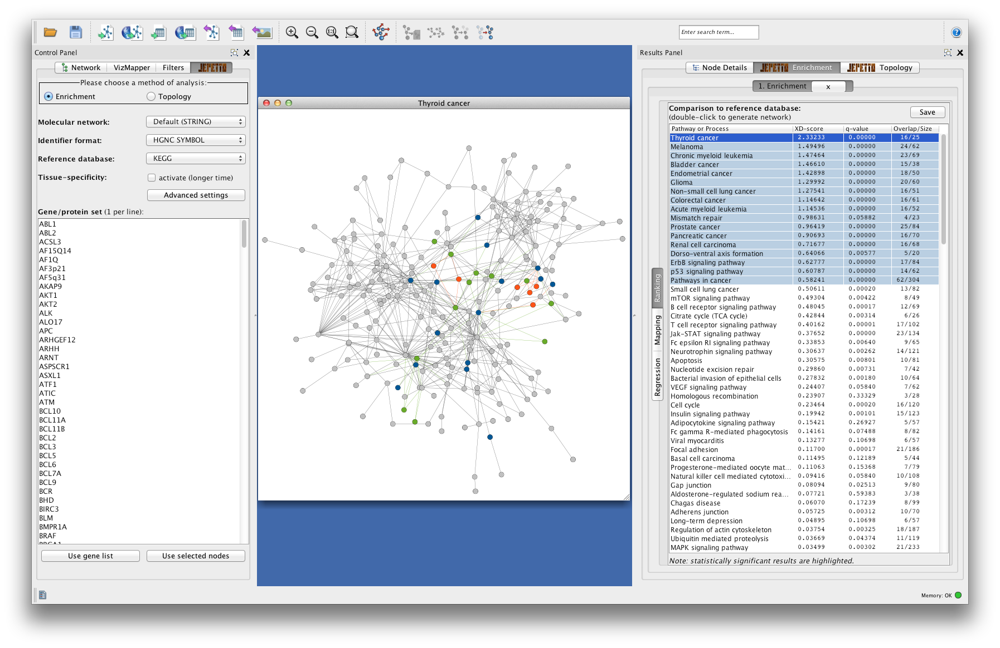 Enter search term...
Control Panel
Network VizMapper Filters JEPETTO
Please choose a method of analysis:
Enrichment Topology
Molecular network: Default (STRING)
Identifier format: HGNC SYMBOL
Reference database: KEGG
Tissue-specificity: activate (longer time)
Advanced settings
Gene/protein set (1 per line):
ABL1
ABL2
ACSL3
AF15Q14
AF1Q
AF3p21
AF5q31
AKAP9
AKT1
AKT2
ALK
ALO17
APC
ARHGEF12
ARHH
ARNT
ASPSCR1
ASXL1
ATF1
ATIC
ATM
BCL10
BCL11A
BCL11B
BCL2
BCL3
BCL5
BCL6
BCL7A
BCL9
BCR
BHD
BIRC3
BLM
BMPR1A
BRAF
Use gene list Use selected nodes
1:1
Thyroid cancer
Results Panel
Node Details JEPETTO Enrichment JEPETTO Topology
1. Enrichment x
Ranking
Mapping
Regression
Comparison to reference database:
(double-click to generate network)
Save
Pathway or Process XD-score q-value Overlap/Size
Thyroid cancer 2.33233 0.00000 16/25
Melanoma 1.49496 0.00000 24/62
Chronic myeloid leukemia 1.47464 0.00000 23/69
Bladder cancer 1.46610 0.00000 15/38
Endometrial cancer 1.42898 0.00000 18/50
Glioma 1.29992 0.00000 20/60
Non-small cell lung cancer 1.27541 0.00000 16/51
Colorectal cancer 1.14642 0.00000 16/61
Acute myeloid leukemia 1.14536 0.00000 16/52
Mismatch repair 0.98631 0.05882 4/23
Prostate cancer 0.96419 0.00000 25/84
Pancreatic cancer 0.90693 0.00000 16/70
Renal cell carcinoma 0.71677 0.00000 16/68
Dorso-ventral axis formation 0.64066 0.00577 5/20
ErbB signaling pathway 0.62777 0.00000 17/84
p53 signaling pathway 0.60787 0.00000 14/62
Pathways in cancer 0.58241 0.00000 62/304
Small cell lung cancer 0.50611 0.00020 13/82
mTOR signaling pathway 0.49304 0.00422 8/49
B cell receptor signaling pathway 0.48045 0.00017 12/69
Citrate cycle (TCA cycle) 0.42844 0.00314 6/26
T cell receptor signaling pathway 0.40162 0.00001 17/102
Jak-STAT signaling pathway 0.37652 0.00000 23/134
Fc epsilon RI signaling pathway 0.33853 0.00640 9/65
Neurotrophin signaling pathway 0.30637 0.00262 14/121
Apoptosis 0.30575 0.00801 10/81
Nucleotide excision repair 0.29860 0.00731 7/42
Bacterial invasion of epithelial cells 0.27832 0.00180 10/64
VEGF signaling pathway 0.24407 0.05840 7/62
Homologous recombination 0.23907 0.33329 3/28
Cell cycle 0.23464 0.00020 16/120
Insulin signaling pathway 0.19942 0.00101 15/123
Adipocytokine signaling pathway 0.15421 0.26927 5/57
Fc gamma R-mediated phagocytosis 0.14161 0.07488 8/82
Viral myocarditis 0.13277 0.10698 6/57
Focal adhesion 0.11700 0.00017 21/186
Basal cell carcinoma 0.11495 0.12189 5/44
Progesterone-mediated oocyte mat... 0.11063 0.15368 7/79
Natural killer cell mediated cytotoxi... 0.09416 0.05840 10/108
Gap junction 0.08094 0.02513 9/80
Aldosterone-regulated sodium rea... 0.07721 0.59383 3/38
Chagas disease 0.06070 0.17239 8/99
Adherens junction 0.05725 0.00312 10/70
Long-term depression 0.04895 0.10698 6/57
Regulation of actin cytoskeleton 0.03754 0.00325 18/187
Ubiquitin mediated proteolysis 0.03669 0.04374 11/119
MAPK signaling pathway 0.03499 0.00302 21/233
Note: statistically significant results are highlighted.
Memory: OK